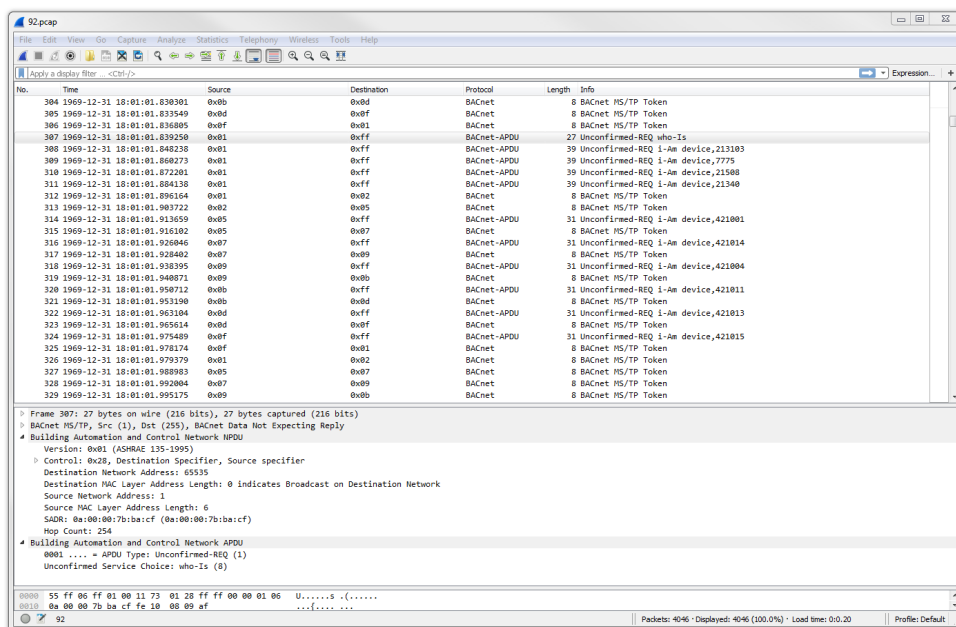 92.pcap
File Edit View Go Capture Analyze Statistics Telephony Wireless Tools Help
Apply a display filter ... <Ctrl-/> Expression... +
No. Time Source Destination Protocol Length Info
304 1969-12-31 18:01:01.830301 0x0b 0x0d BACnet 8 BACnet MS/TP Token
305 1969-12-31 18:01:01.833549 0x0d 0x0f BACnet 8 BACnet MS/TP Token
306 1969-12-31 18:01:01.836805 0x0f 0x01 BACnet 8 BACnet MS/TP Token
307 1969-12-31 18:01:01.839250 0x01 0xff BACnet-APDU 27 Unconfirmed-REQ who-Is
308 1969-12-31 18:01:01.848238 0x01 0xff BACnet-APDU 39 Unconfirmed-REQ i-Am device,213103
309 1969-12-31 18:01:01.860273 0x01 0xff BACnet-APDU 39 Unconfirmed-REQ i-Am device,7775
310 1969-12-31 18:01:01.872201 0x01 0xff BACnet-APDU 39 Unconfirmed-REQ i-Am device,21508
311 1969-12-31 18:01:01.884138 0x01 0xff BACnet-APDU 39 Unconfirmed-REQ i-Am device,21340
312 1969-12-31 18:01:01.896164 0x01 0x02 BACnet 8 BACnet MS/TP Token
313 1969-12-31 18:01:01.903722 0x02 0x05 BACnet 8 BACnet MS/TP Token
314 1969-12-31 18:01:01.913659 0x05 0xff BACnet-APDU 31 Unconfirmed-REQ i-Am device,421001
315 1969-12-31 18:01:01.916102 0x05 0x07 BACnet 8 BACnet MS/TP Token
316 1969-12-31 18:01:01.926046 0x07 0xff BACnet-APDU 31 Unconfirmed-REQ i-Am device,421014
317 1969-12-31 18:01:01.928402 0x07 0x09 BACnet 8 BACnet MS/TP Token
318 1969-12-31 18:01:01.938395 0x09 0xff BACnet-APDU 31 Unconfirmed-REQ i-Am device,421004
319 1969-12-31 18:01:01.940871 0x09 0x0b BACnet 8 BACnet MS/TP Token
320 1969-12-31 18:01:01.950712 0x0b 0xff BACnet-APDU 31 Unconfirmed-REQ i-Am device,421011
321 1969-12-31 18:01:01.953190 0x0b 0x0d BACnet 8 BACnet MS/TP Token
322 1969-12-31 18:01:01.963104 0x0d 0xff BACnet-APDU 31 Unconfirmed-REQ i-Am device,421013
323 1969-12-31 18:01:01.965614 0x0d 0x0f BACnet 8 BACnet MS/TP Token
324 1969-12-31 18:01:01.975489 0x0f 0xff BACnet-APDU 31 Unconfirmed-REQ i-Am device,421015
325 1969-12-31 18:01:01.978174 0x0f 0x01 BACnet 8 BACnet MS/TP Token
326 1969-12-31 18:01:01.979379 0x01 0x02 BACnet 8 BACnet MS/TP Token
327 1969-12-31 18:01:01.988983 0x05 0x07 BACnet 8 BACnet MS/TP Token
328 1969-12-31 18:01:01.992004 0x07 0x09 BACnet 8 BACnet MS/TP Token
329 1969-12-31 18:01:01.995175 0x09 0x0b BACnet 8 BACnet MS/TP Token
Frame 307: 27 bytes on wire (216 bits), 27 bytes captured (216 bits)
BACnet MS/TP, Src (1), Dst (255), BACnet Data Not Expecting Reply
Building Automation and Control Network NPDU
Version: 0x01 (ASHRAE 135-1995)
Control: 0x28, Destination Specifier, Source specifier
Destination Network Address: 65535
Destination MAC Layer Address Length: 0 indicates Broadcast on Destination Network
Source Network Address: 1
Source MAC Layer Address Length: 6
SADR: 0a:00:00:7b:ba:cf (0a:00:00:7b:ba:cf)
Hop Count: 254
Building Automation and Control Network APDU
0001 .... = APDU Type: Unconfirmed-REQ (1)
Unconfirmed Service Choice: who-Is (8)
0000 55 ff 06 ff 01 00 11 73 01 28 ff ff 00 00 01 06 U......s .(......
0010 0a 00 00 7b ba cf fe 10 08 09 af ...{.... ...
92 Packets: 4046 · Displayed: 4046 (100.0%) · Load time: 0:0.20 Profile: Default